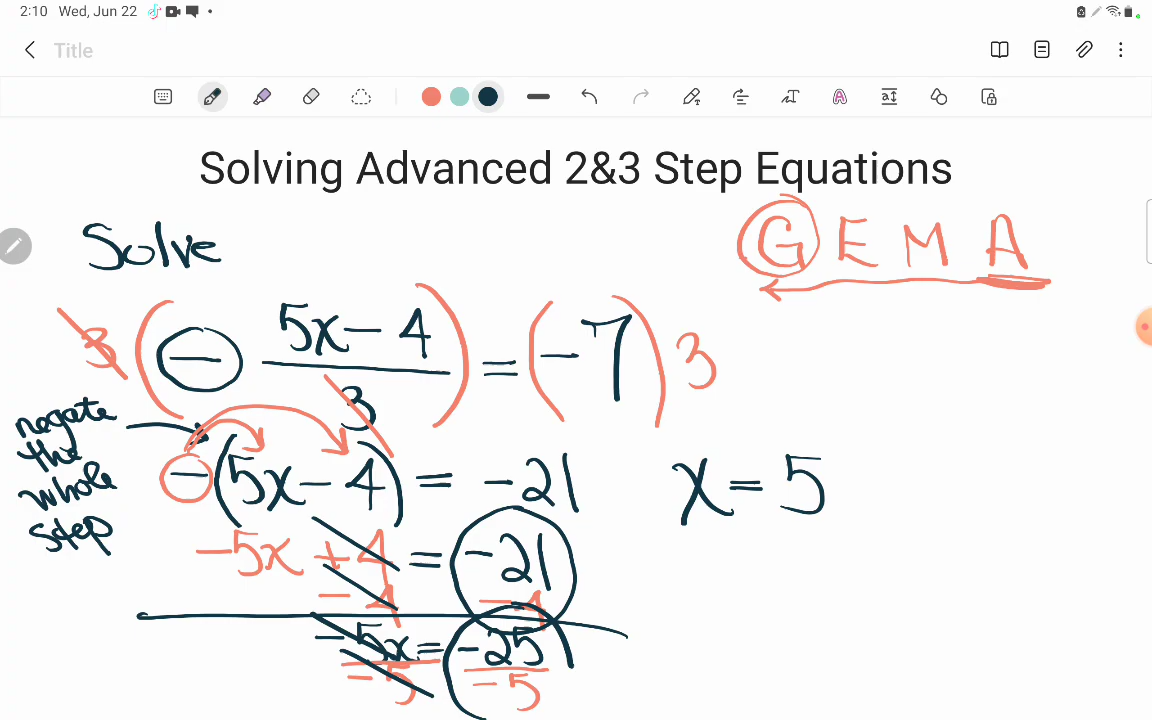 2:10 Wed, Jun 22
Title
Solving Advanced 2&3 Step Equations
Solve
G E M A
3 ( − (5x − 4)/3 ) = ( −7 ) 3
negate
the
whole
step
−(5x − 4) = −21
x = 5
−5x + 4 = −21
−4 −4
−5x = −25
−5 −5